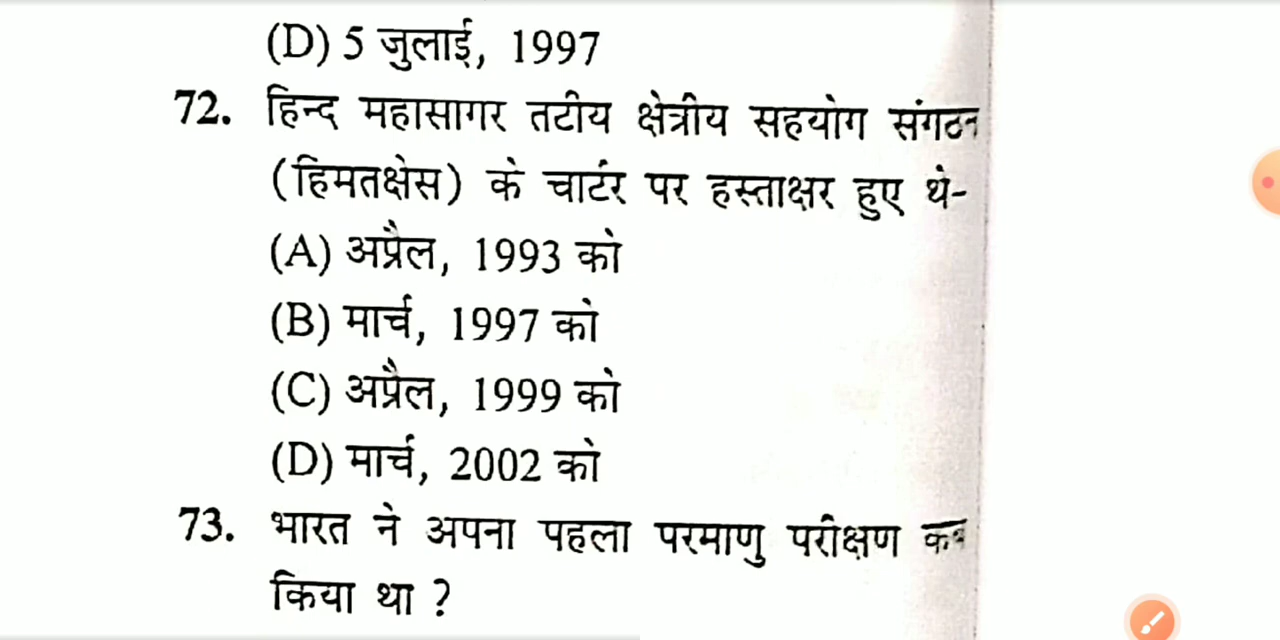 (D) 5 जुलाई, 1997
72. हिन्द महासागर तटीय क्षेत्रीय सहयोग संगठन
(हिमतक्षेस) के चार्टर पर हस्ताक्षर हुए थे-
(A) अप्रैल, 1993 को
(B) मार्च, 1997 को
(C) अप्रैल, 1999 को
(D) मार्च, 2002 को
73. भारत ने अपना पहला परमाणु परीक्षण कब
किया था ?